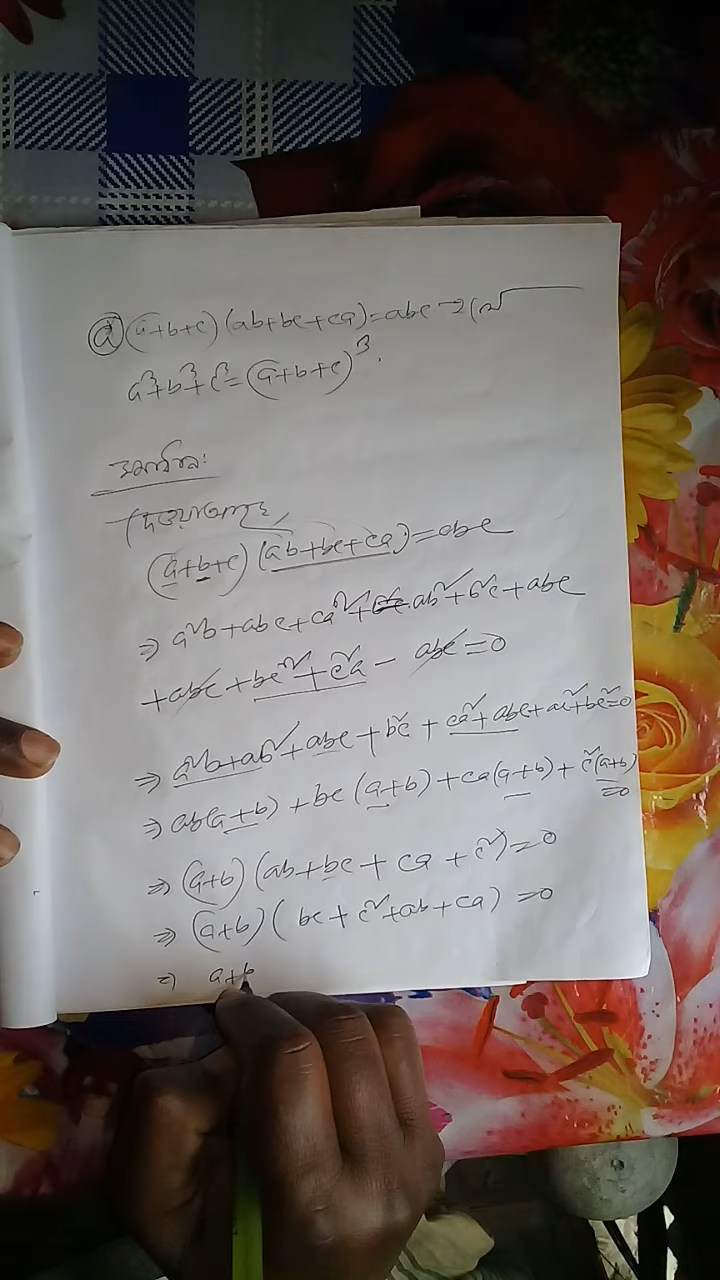 (a+b+c)(ab+bc+ca)=abc
a³+b³+c³=(a+b+c)³.
সমাধান:
দেওয়া আছে,
(a+b+c)(ab+bc+ca)=abc
⇒ a²b+abc+ca²+ab²+b²c+abc
+abc+bc²+c²a-abc=0
⇒ a²b+ab²+abc+b²c+ca²+abc+ac²+bc²=0
⇒ ab(a+b)+bc(a+b)+ca(a+b)+c²(a+b)
=0
⇒ (a+b)(ab+bc+ca+c²)=0
⇒ (a+b)(bc+c²+ab+ca)=0
⇒ a+b